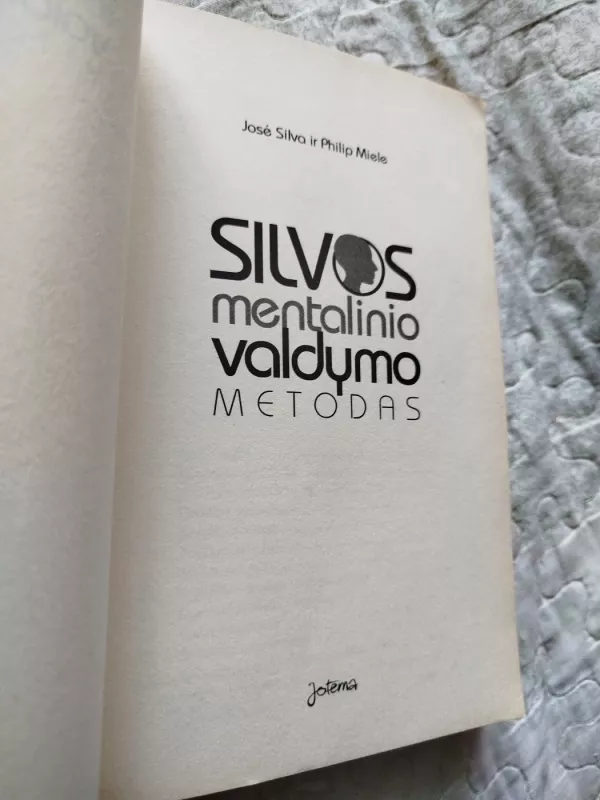 José Silva ir Philip Miele
SILVOS
mentalinio
valdymo
METODAS
Jotema